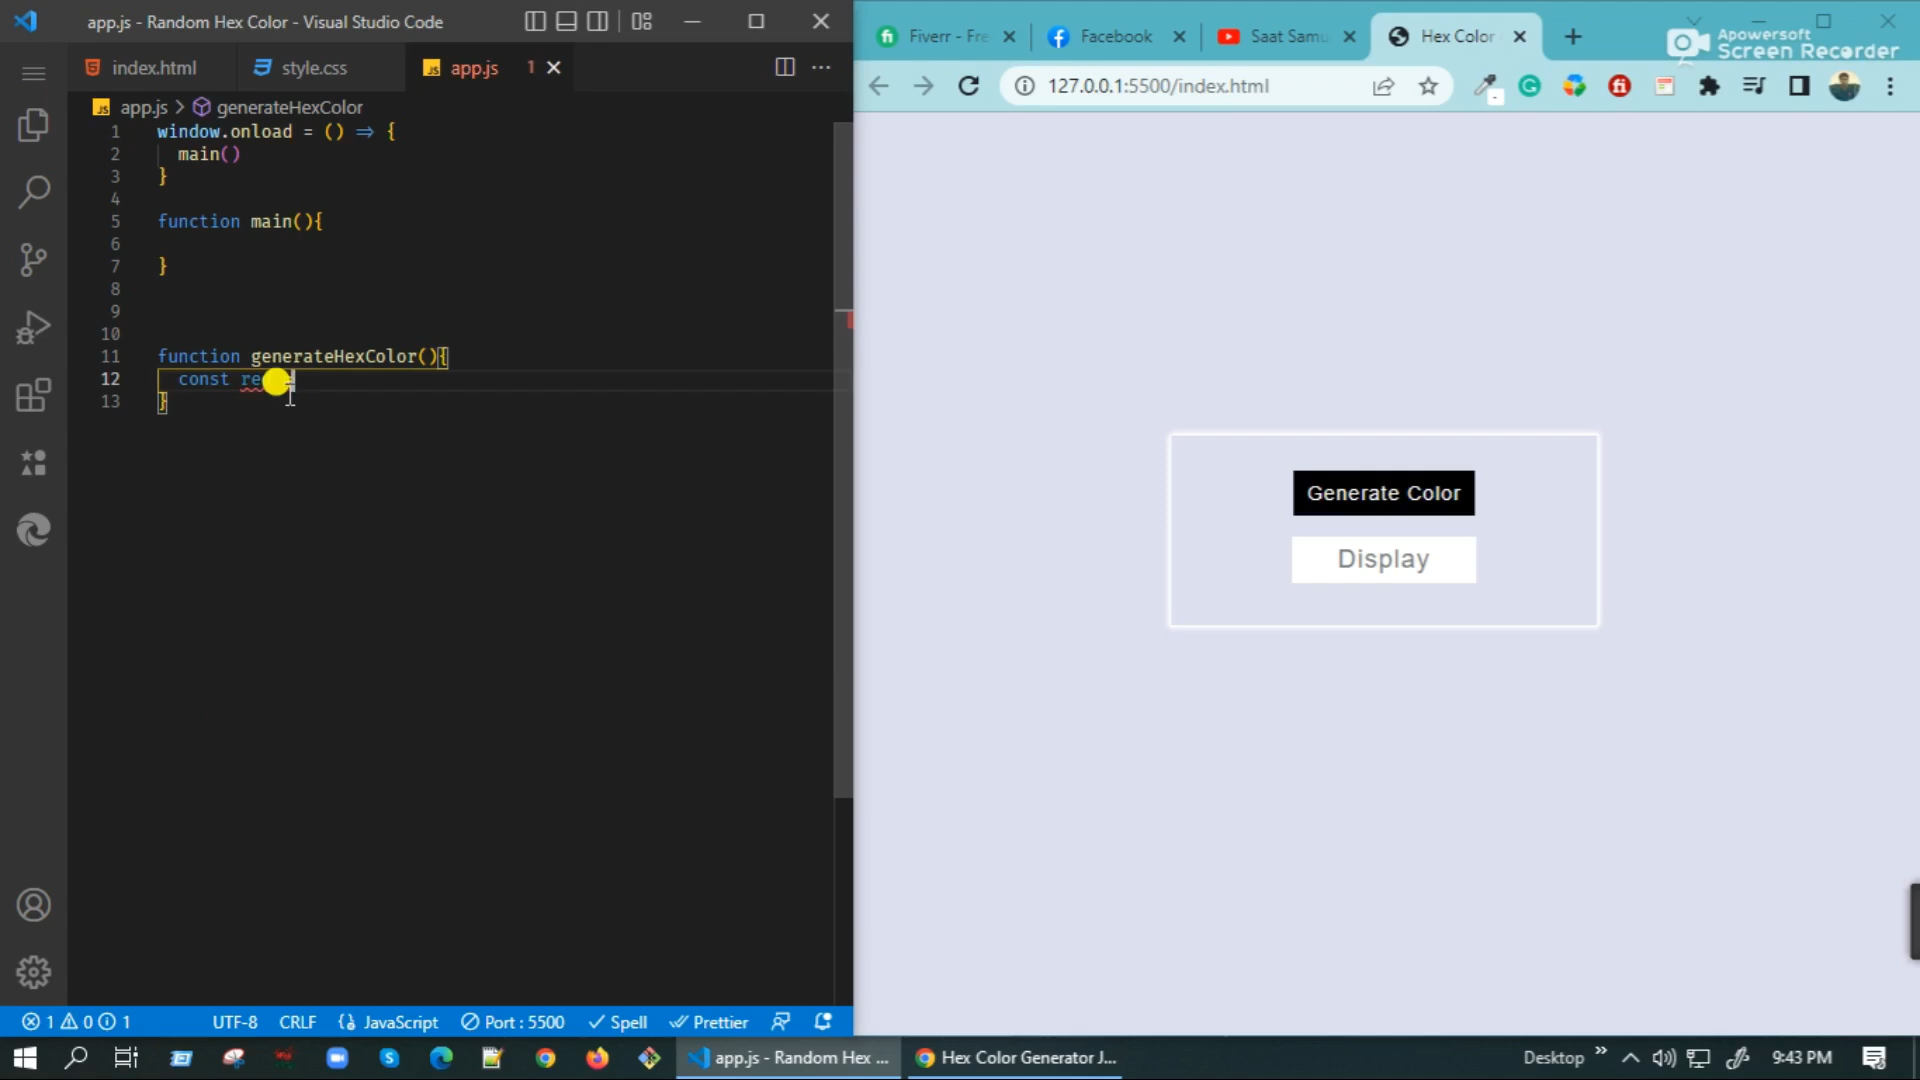 app.js - Random Hex Color - Visual Studio Code
index.html
style.css
JS app.js 1
JS app.js > generateHexColor
1 window.onload = () ⇒ {
2 main()
3 }
4
5 function main(){
6
7 }
8
9
10
11 function generateHexColor(){
12 const re
13 }
1 0 1
UTF-8
CRLF
JavaScript
Port : 5500
Spell
Prettier
Fiverr - Fre
Facebook
Saat Samu
Hex Color
Apowersoft
Screen Recorder
127.0.0.1:5500/index.html
Generate Color
Display
app.js - Random Hex ...
Hex Color Generator J...
Desktop
9:43 PM